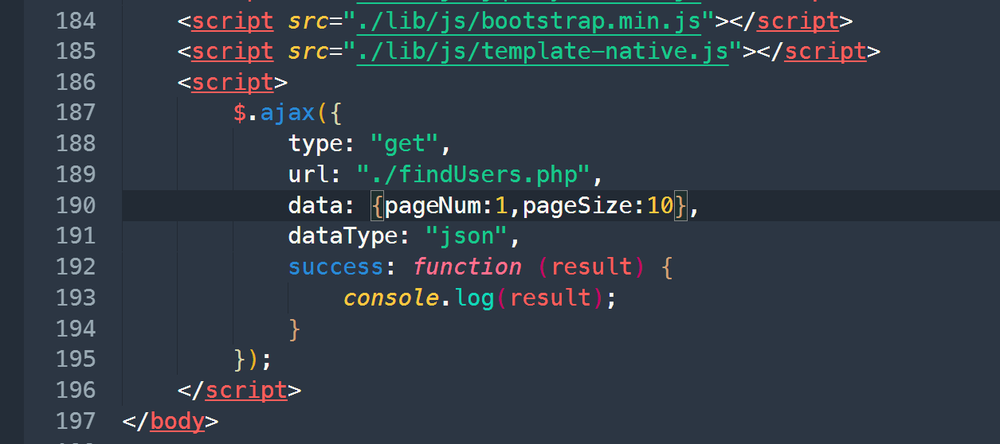 184 <script src="./lib/js/bootstrap.min.js"></script>
185 <script src="./lib/js/template-native.js"></script>
186 <script>
187 $.ajax({
188 type: "get",
189 url: "./findUsers.php",
190 data: {pageNum:1,pageSize:10},
191 dataType: "json",
192 success: function (result) {
193 console.log(result);
194 }
195 });
196 </script>
197 </body>